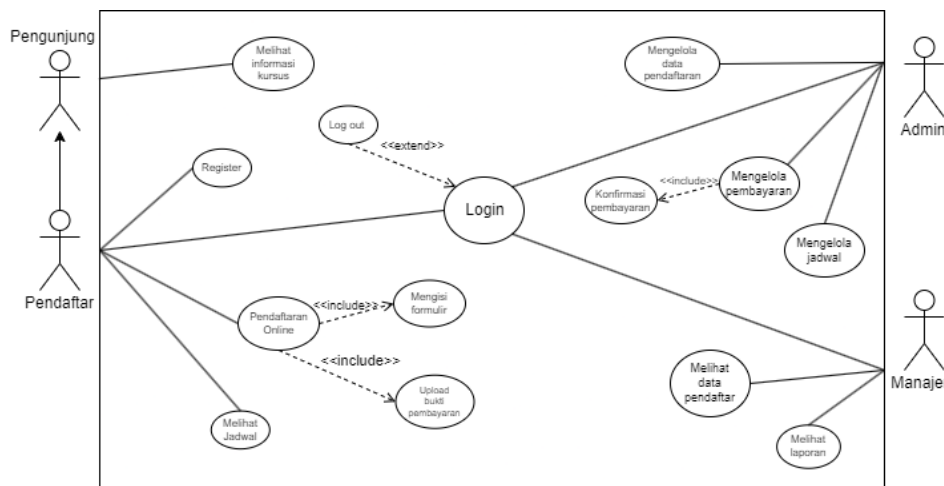 Pengunjung
Melihat
informasi
kursus
Mengelola
data
pendaftaran
Admin
Log out
<<extend>>
Register
Login
Konfirmasi
pembayaran
<<include>>
Mengelola
pembayaran
Mengelola
jadwal
Pendaftar
Pendaftaran
Online
<<include>>
Mengisi
formulir
<<include>>
Upload
bukti
pembayaran
Melihat
Jadwal
Melihat
data
pendaftar
Manajer
Melihat
laporan